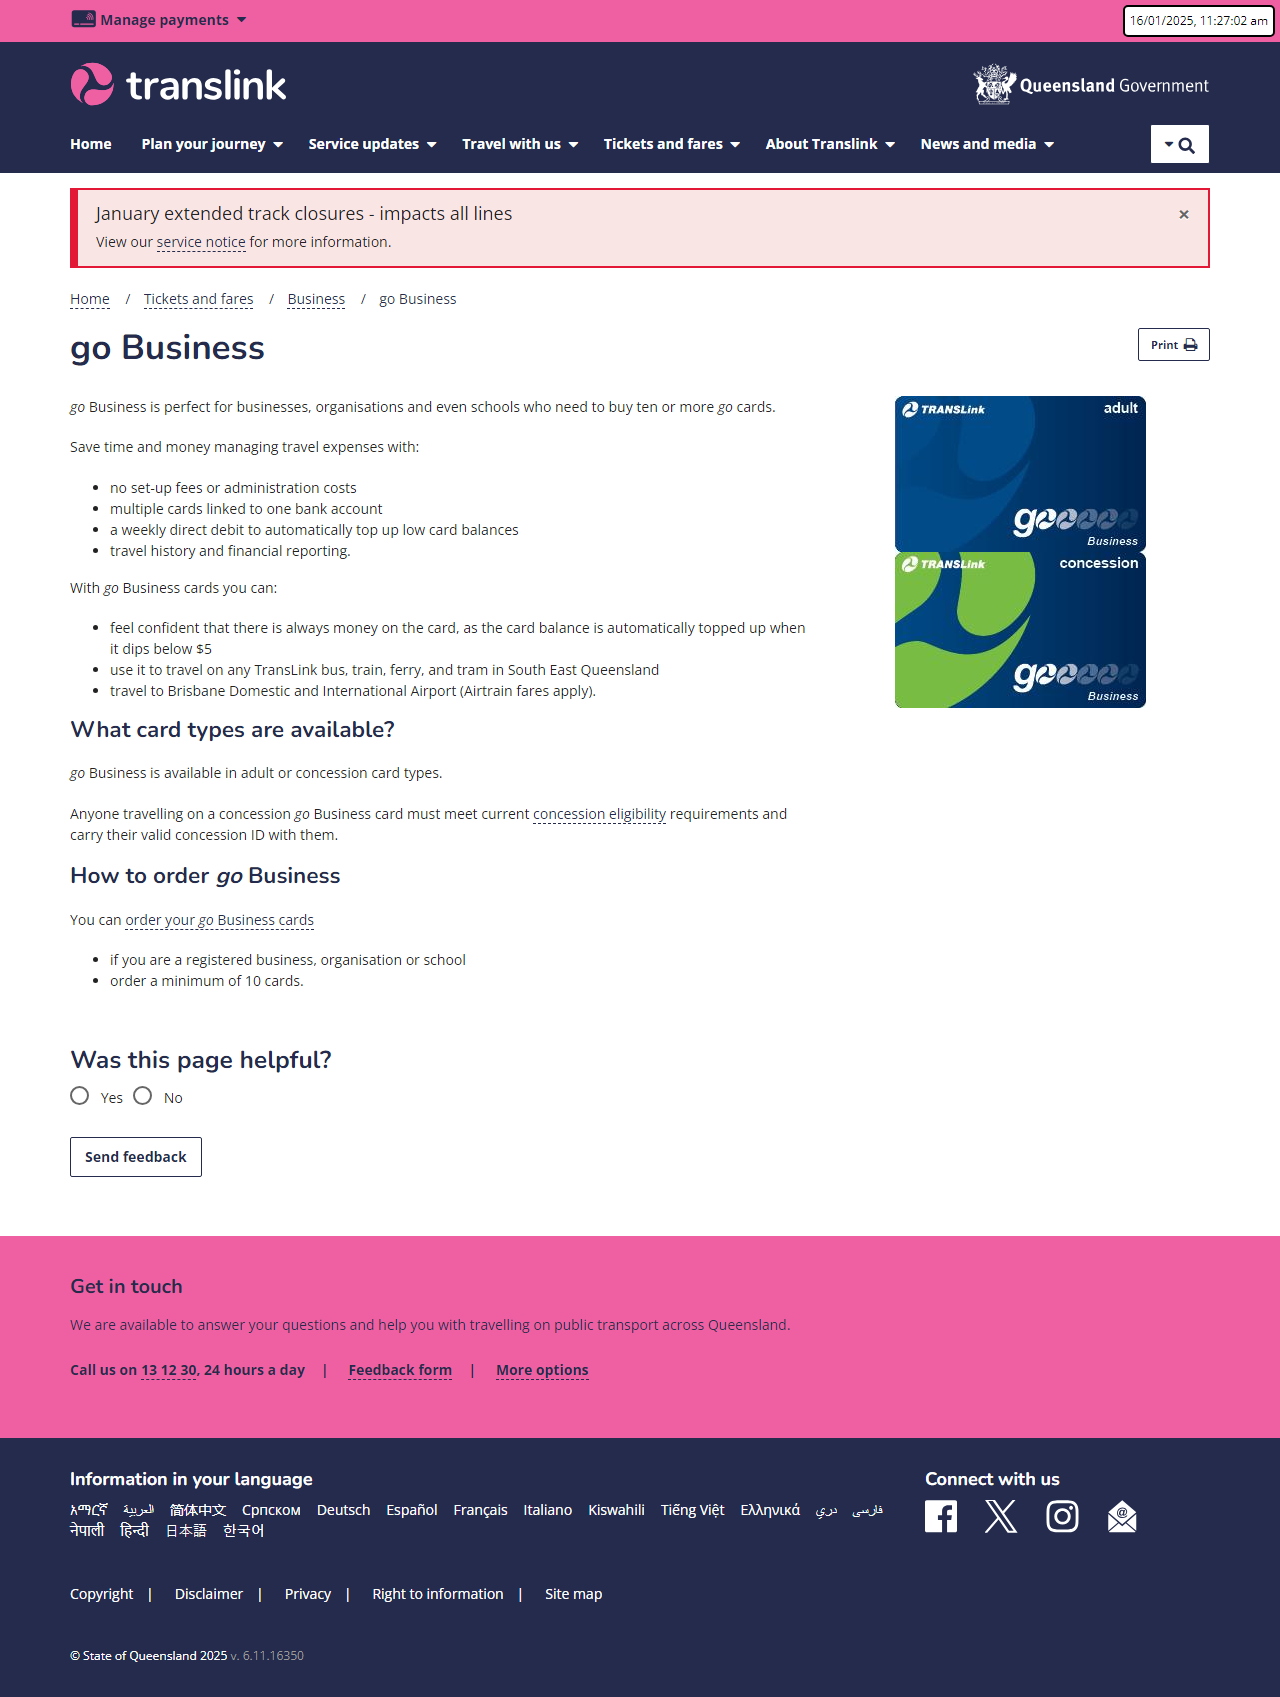 Manage payments
16/01/2025, 11:27:02 am
translink
Queensland Government
Home Plan your journey Service updates Travel with us Tickets and fares About Translink News and media
January extended track closures - impacts all lines ×
View our service notice for more information.
Home / Tickets and fares / Business / go Business
go Business
Print
go Business is perfect for businesses, organisations and even schools who need to buy ten or more go cards.
Save time and money managing travel expenses with:
• no set-up fees or administration costs
• multiple cards linked to one bank account
• a weekly direct debit to automatically top up low card balances
• travel history and financial reporting.
With go Business cards you can:
• feel confident that there is always money on the card, as the card balance is automatically topped up when
it dips below $5
• use it to travel on any TransLink bus, train, ferry, and tram in South East Queensland
• travel to Brisbane Domestic and International Airport (Airtrain fares apply).
TRANSLink adult
go
Business
TRANSLink concession
go
Business
What card types are available?
go Business is available in adult or concession card types.
Anyone travelling on a concession go Business card must meet current concession eligibility requirements and
carry their valid concession ID with them.
How to order go Business
You can order your go Business cards
• if you are a registered business, organisation or school
• order a minimum of 10 cards.
Was this page helpful?
Yes No
Send feedback
Get in touch
We are available to answer your questions and help you with travelling on public transport across Queensland.
Call us on 13 12 30, 24 hours a day | Feedback form | More options
Information in your language
አማርኛ العربية 简体中文 Српском Deutsch Español Français Italiano Kiswahili Tiếng Việt Ελληνικά دري فارسی
नेपाली हिन्दी 日本語 한국어
Connect with us
Copyright | Disclaimer | Privacy | Right to information | Site map
© State of Queensland 2025 v. 6.11.16350